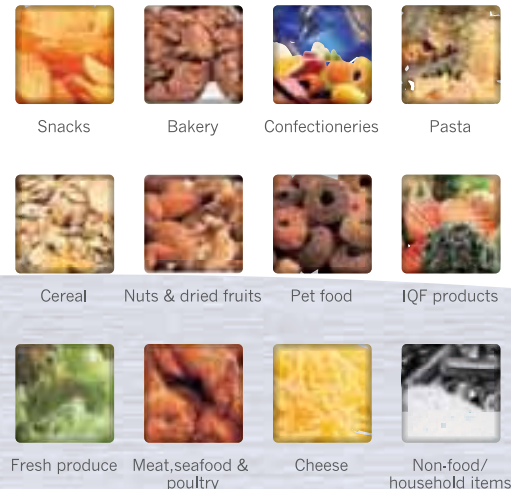 Snacks
Bakery
Confectioneries
Pasta
Cereal
Nuts & dried fruits
Pet food
IQF products
Fresh produce
Meat,seafood &
poultry
Cheese
Non-food/
household items